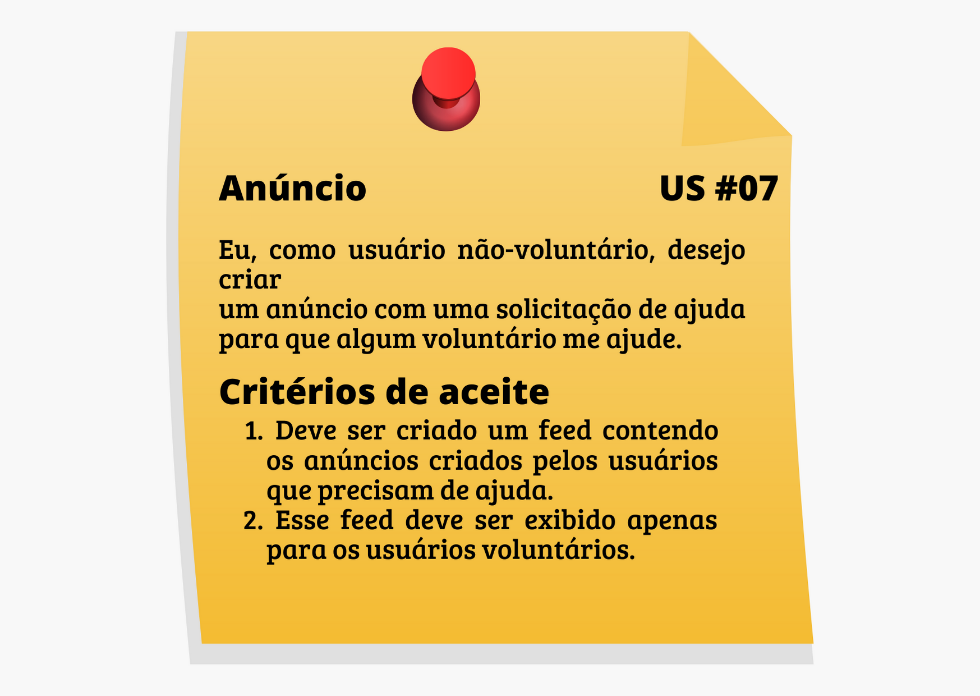 Anúncio US #07
Eu, como usuário não-voluntário, desejo
criar
um anúncio com uma solicitação de ajuda
para que algum voluntário me ajude.
Critérios de aceite
1. Deve ser criado um feed contendo
os anúncios criados pelos usuários
que precisam de ajuda.
2. Esse feed deve ser exibido apenas
para os usuários voluntários.